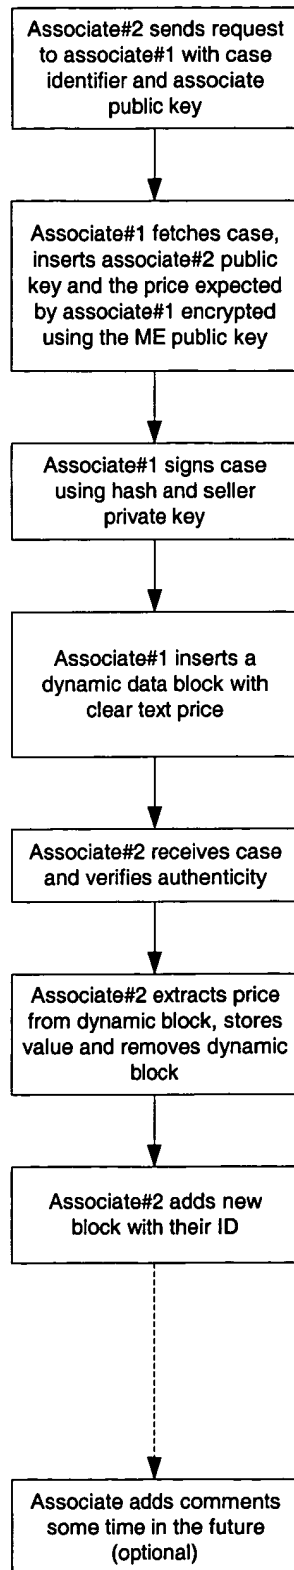 Associate#2 sends request
to associate#1 with case
identifier and associate
public key
Associate#1 fetches case,
inserts associate#2 public
key and the price expected
by associate#1 encrypted
using the ME public key
Associate#1 signs case
using hash and seller
private key
Associate#1 inserts a
dynamic data block with
clear text price
Associate#2 receives case
and verifies authenticity
Associate#2 extracts price
from dynamic block, stores
value and removes dynamic
block
Associate#2 adds new
block with their ID
Associate adds comments
some time in the future
(optional)